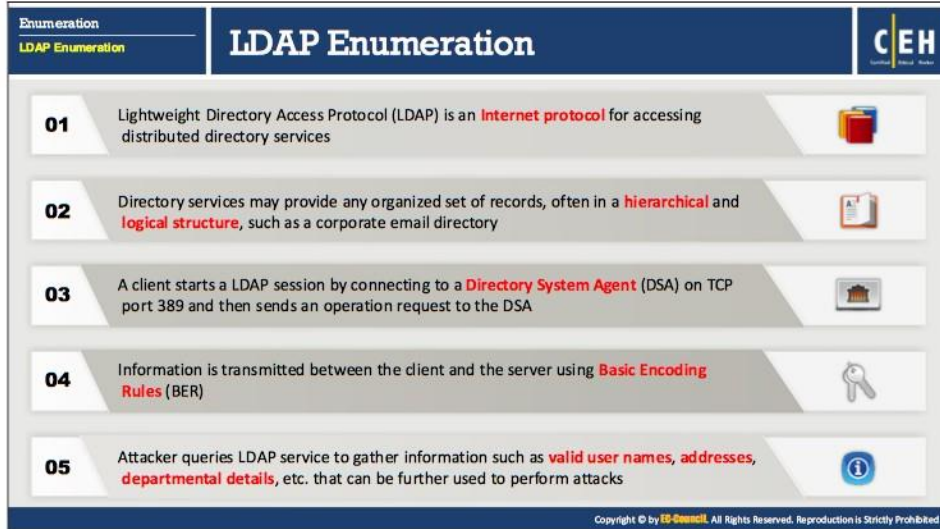 Enumeration
LDAP Enumeration
LDAP Enumeration
C|EH
Certified Ethical Hacker
01
Lightweight Directory Access Protocol (LDAP) is an Internet protocol for accessing
distributed directory services
02
Directory services may provide any organized set of records, often in a hierarchical and
logical structure, such as a corporate email directory
03
A client starts a LDAP session by connecting to a Directory System Agent (DSA) on TCP
port 389 and then sends an operation request to the DSA
04
Information is transmitted between the client and the server using Basic Encoding
Rules (BER)
05
Attacker queries LDAP service to gather information such as valid user names, addresses,
departmental details, etc. that can be further used to perform attacks
Copyright © by EC-Council. All Rights Reserved. Reproduction is Strictly Prohibited